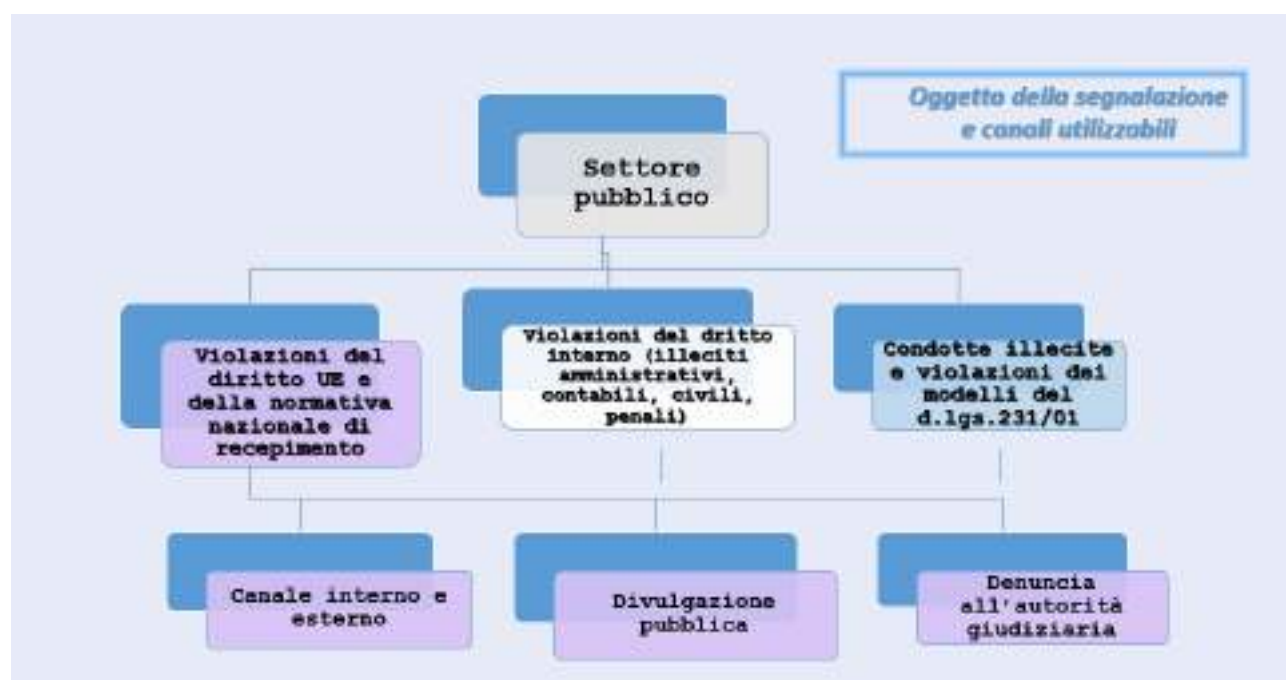 Oggetto della segnalazione
e canali utilizzabili
Settore
pubblico
Violazioni del
diritto UE e
della normativa
nazionale di
recepimento
Violazioni del dritto
interno (illeciti
amministrativi,
contabili, civili,
penali)
Condotte illecite
e violazioni dei
modelli del
d.lgs.231/01
Canale interno e
esterno
Divulgazione
pubblica
Denuncia
all'autorità
giudiziaria